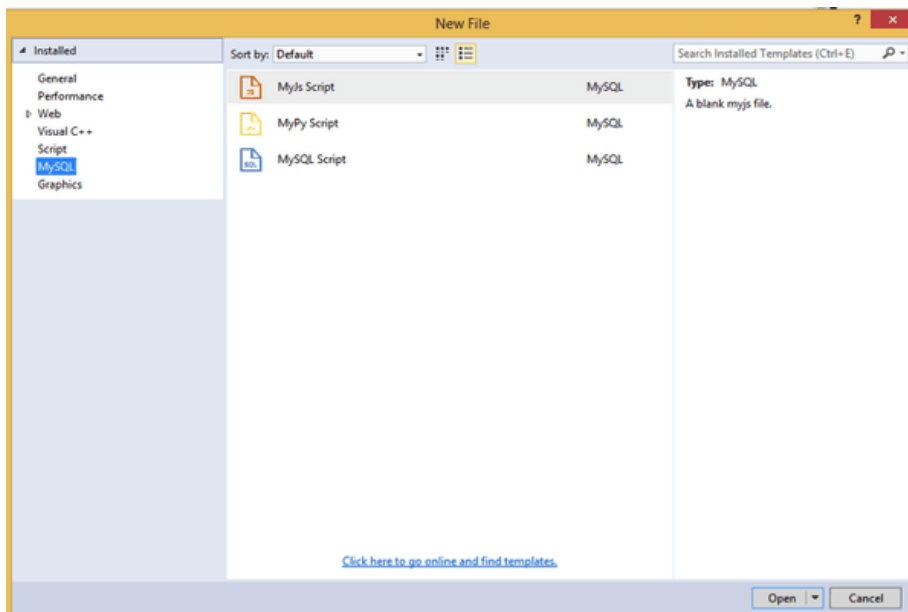 New File
?
Installed
General
Performance
Web
Visual C++
Script
MySQL
Graphics
Sort by: Default
Search Installed Templates (Ctrl+E)
MyJs Script MySQL
MyPy Script MySQL
MySQL Script MySQL
Type: MySQL
A blank myjs file.
Click here to go online and find templates.
Open Cancel